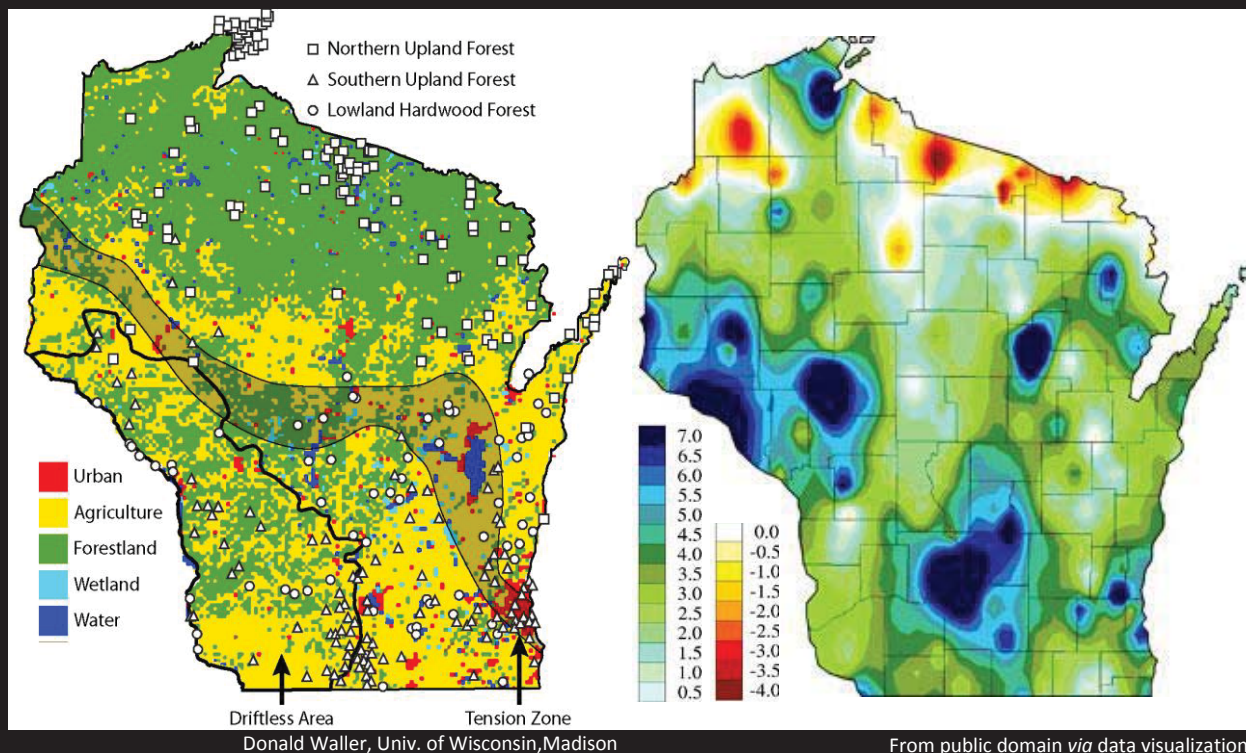 Northern Upland Forest
Southern Upland Forest
Lowland Hardwood Forest
Urban
Agriculture
Forestland
Wetland
Water
Driftless Area
Tension Zone
7.0
6.5
6.0
5.5
5.0
4.5
4.0
3.5
3.0
2.5
2.0
1.5
1.0
0.5
0.0
-0.5
-1.0
-1.5
-2.0
-2.5
-3.0
-3.5
-4.0
Donald Waller, Univ. of Wisconsin,Madison
From public domain via data visualization